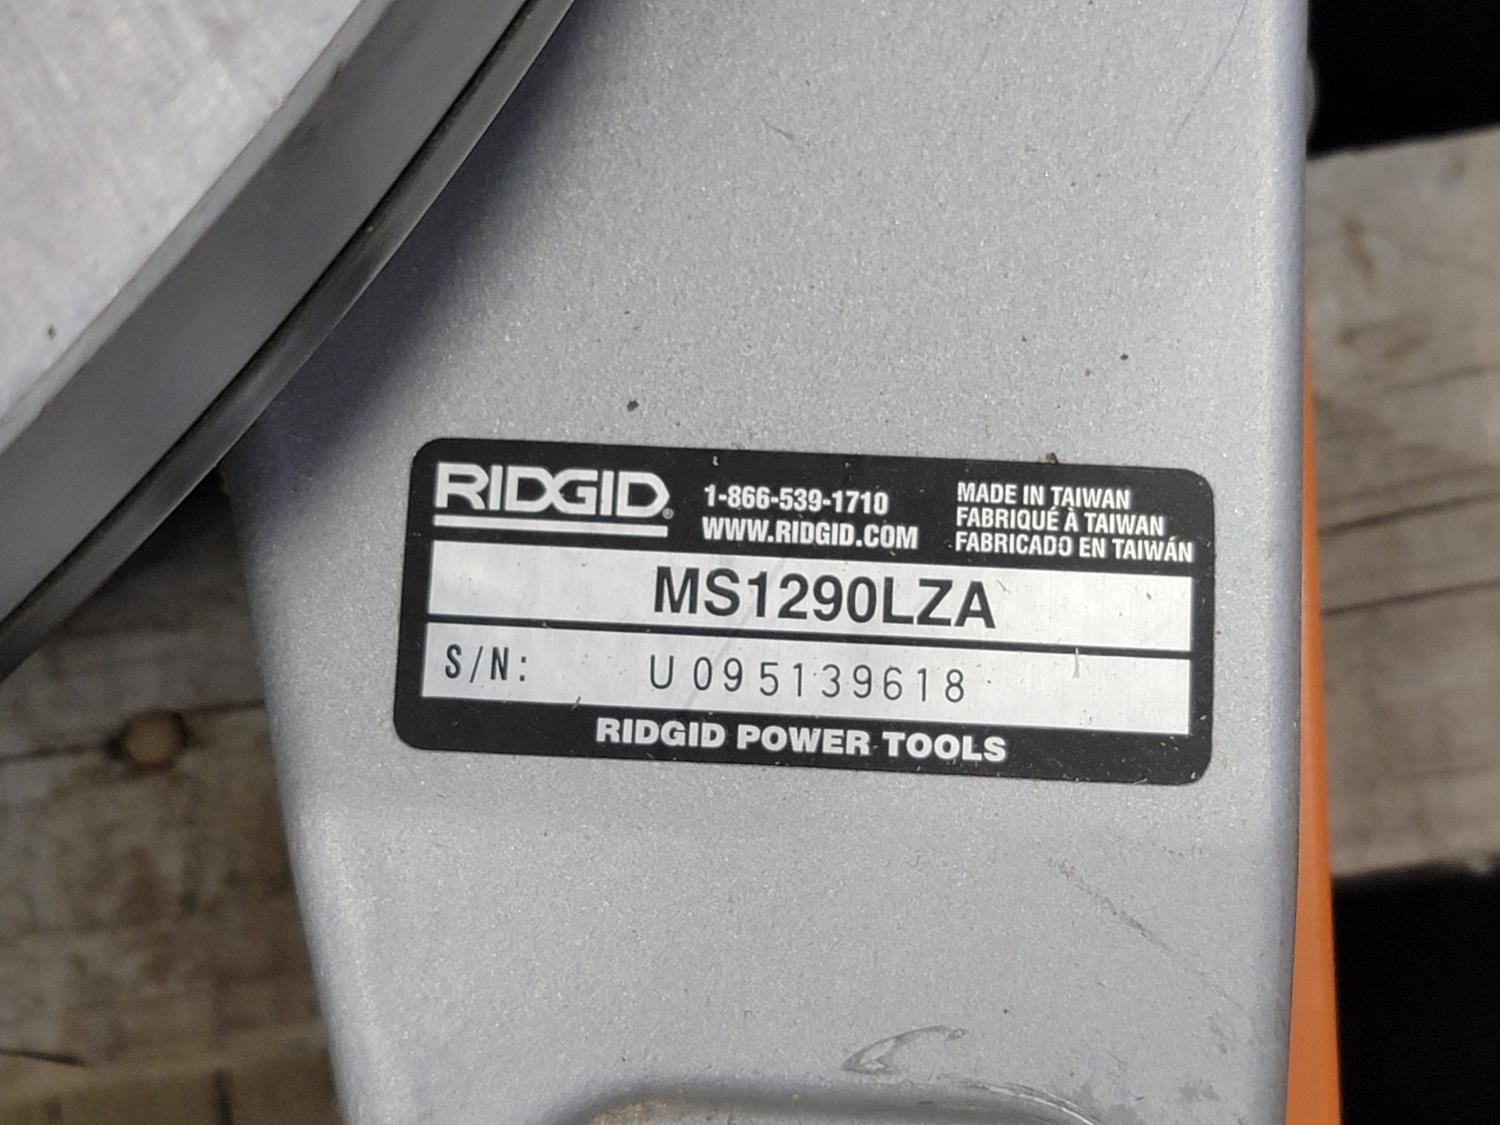 RIDGID®
1-866-539-1710
WWW.RIDGID.COM
MADE IN TAIWAN
FABRIQUÉ À TAIWAN
FABRICADO EN TAIWÁN
MS1290LZA
S/N: U095139618
RIDGID POWER TOOLS